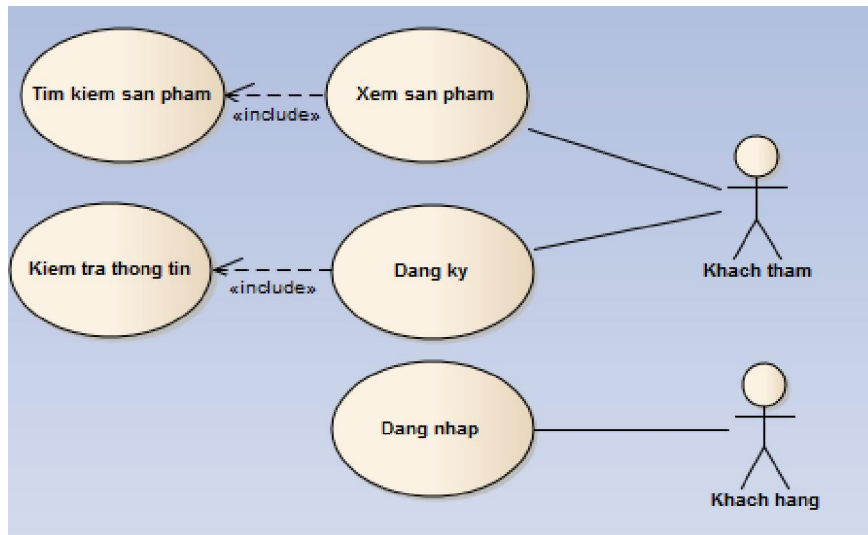 Tim kiem san pham
«include»
Xem san pham
Kiem tra thong tin
«include»
Dang ky
Khach tham
Dang nhap
Khach hang